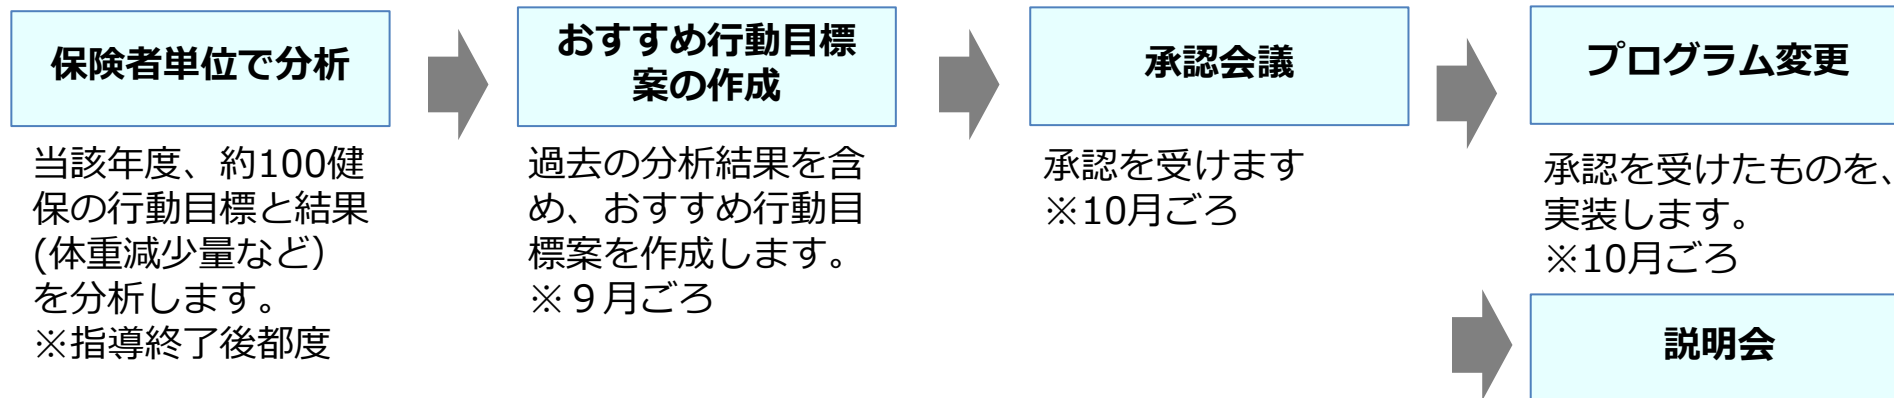 保険者単位で分析
当該年度、約100健
保の行動目標と結果
(体重減少量など）
を分析します。
※指導終了後都度
おすすめ行動目標
案の作成
過去の分析結果を含
め、おすすめ行動目
標案を作成します。
※９月ごろ
承認会議
承認を受けます
※10月ごろ
プログラム変更
承認を受けたものを、
実装します。
※10月ごろ
説明会